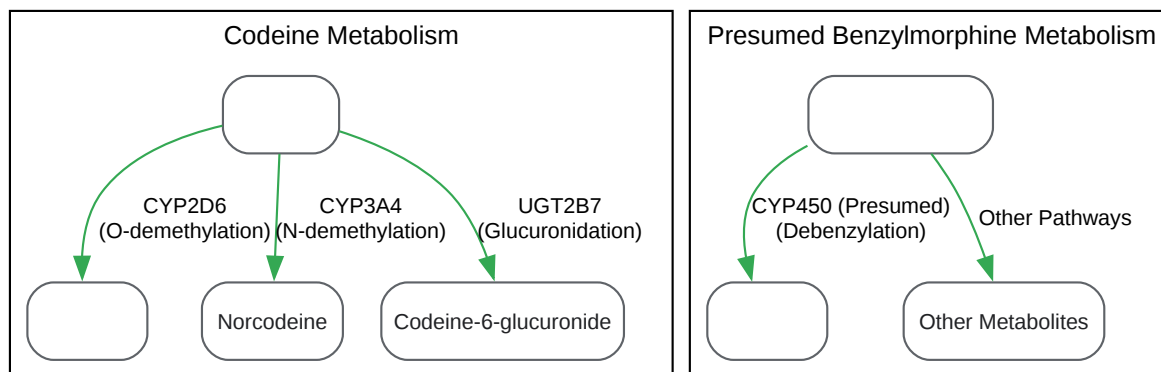 Codeine Metabolism
CYP2D6
(O-demethylation)
CYP3A4
(N-demethylation)
UGT2B7
(Glucuronidation)
Norcodeine
Codeine-6-glucuronide
Presumed Benzylmorphine Metabolism
CYP450 (Presumed)
(Debenzylation)
Other Pathways
Other Metabolites